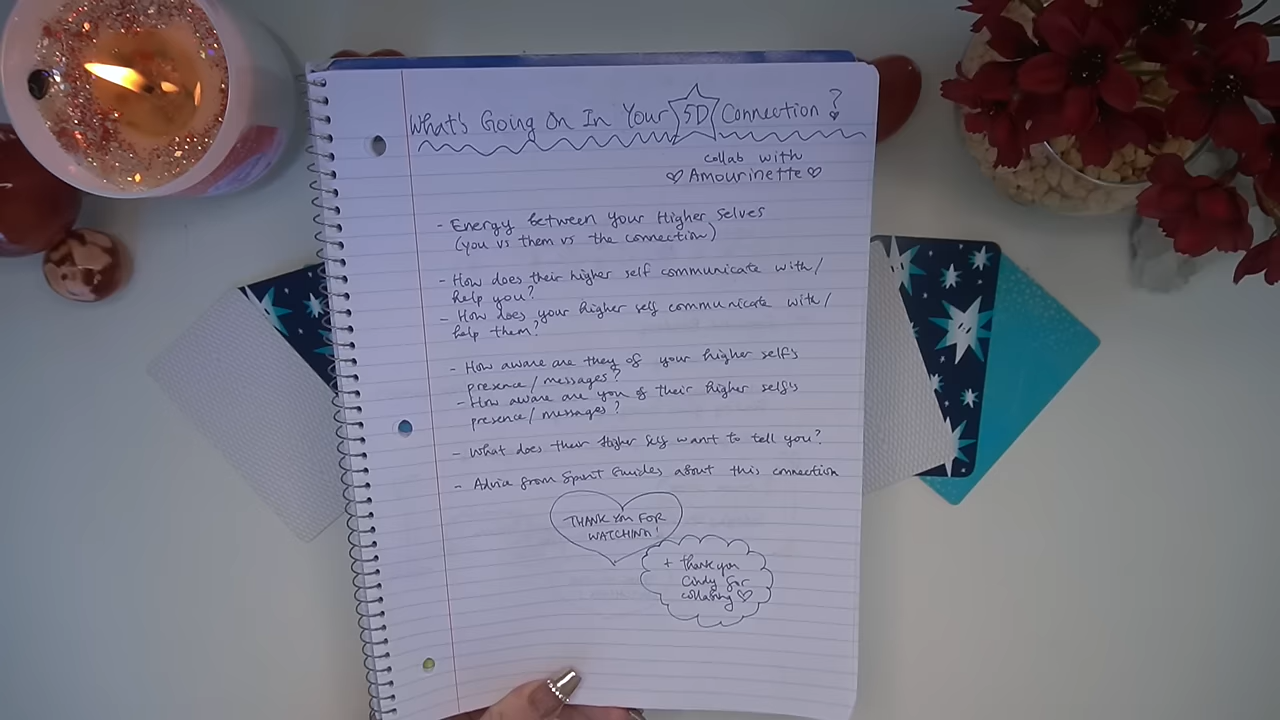 What's Going On In Your 5D Connection?
collab with
♡ Amourinette ♡
- Energy between your Higher Selves
(you vs them vs the connection)
- How does their higher self communicate with/
help you?
- How does your higher self communicate with/
help them?
- How aware are they of your higher self's
presence/messages?
- How aware are you of their higher self's
presence/messages?
- What does their Higher Self want to tell you?
- Advice from Spirit Guides about this connection
THANK YOU FOR
WATCHING!
+ thank you
Cindy for
collabing ♡